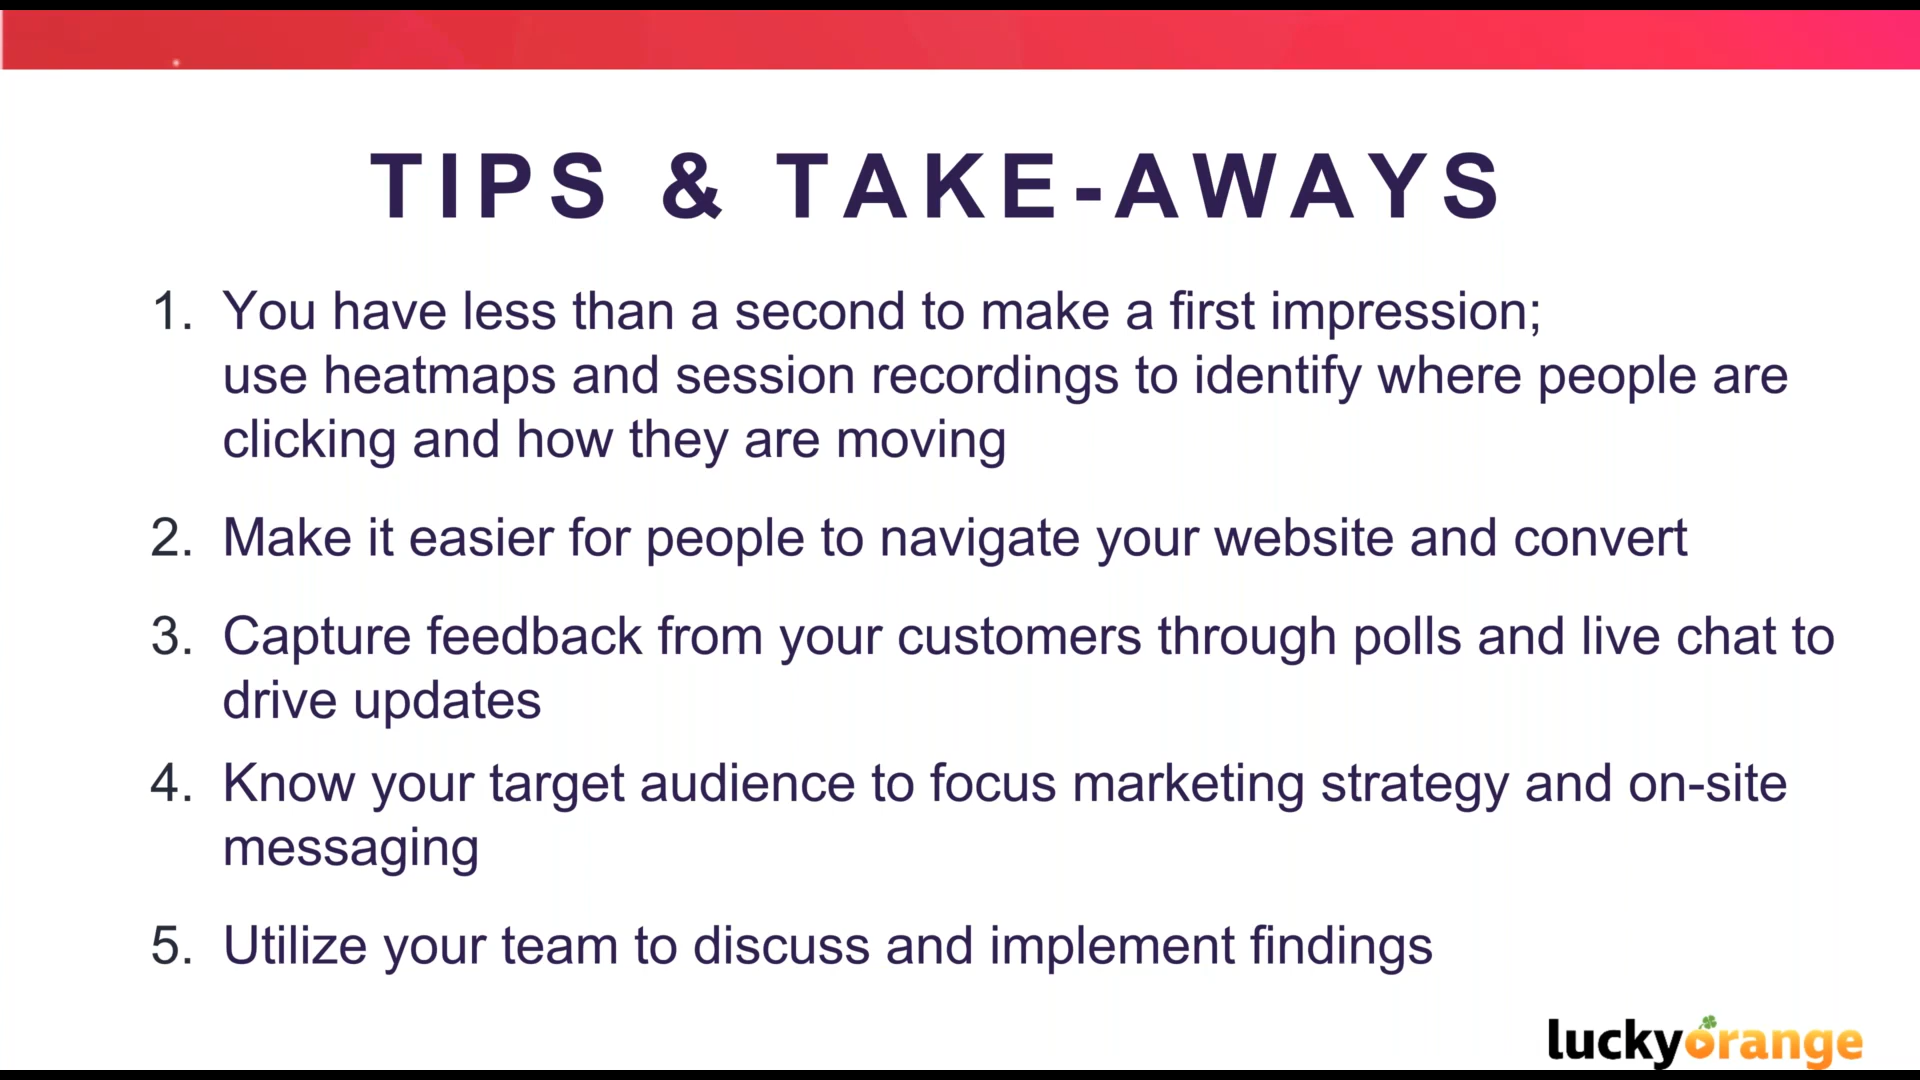 TIPS & TAKE-AWAYS
1. You have less than a second to make a first impression;
use heatmaps and session recordings to identify where people are
clicking and how they are moving
2. Make it easier for people to navigate your website and convert
3. Capture feedback from your customers through polls and live chat to
drive updates
4. Know your target audience to focus marketing strategy and on-site
messaging
5. Utilize your team to discuss and implement findings
luckyorange